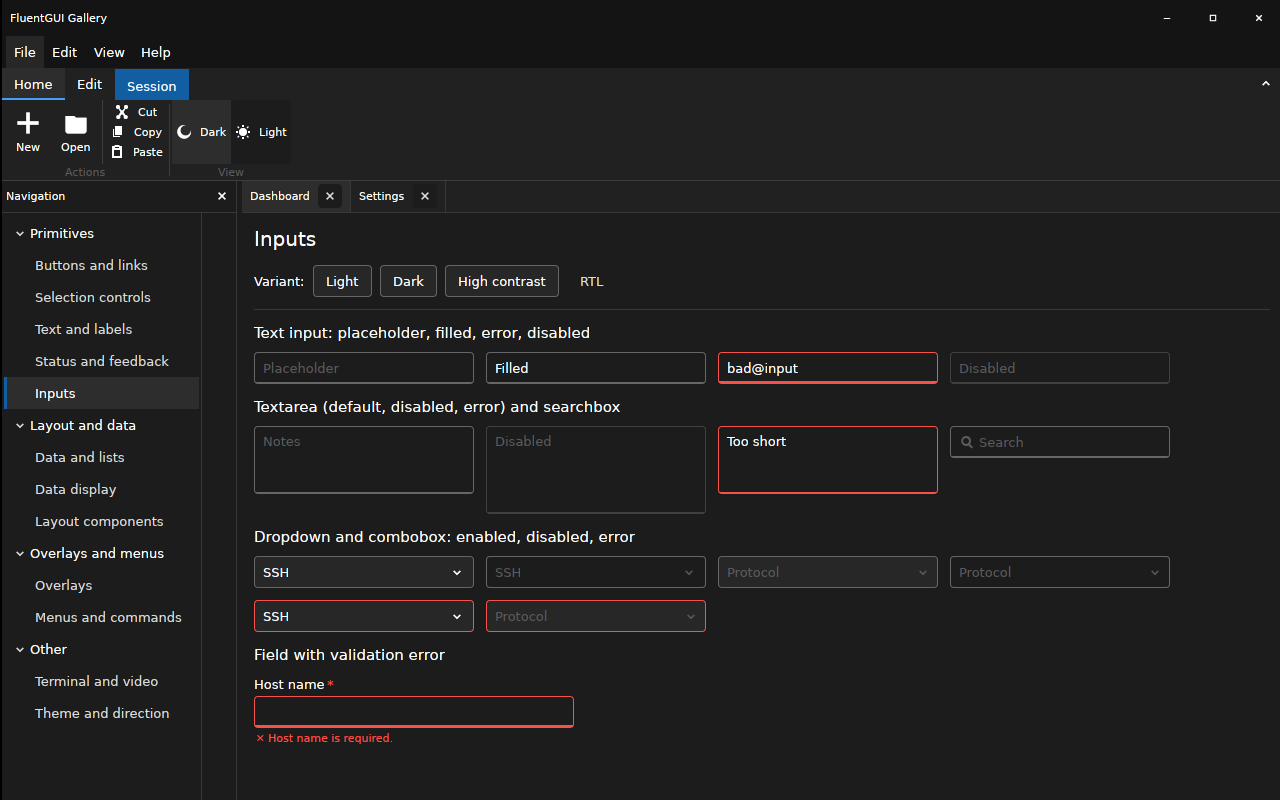 FluentGUI Gallery
File Edit View Help
Home Edit Session
New Open Cut Copy Paste Dark Light
Actions View
Navigation
Dashboard Settings
Primitives
Buttons and links
Selection controls
Text and labels
Status and feedback
Inputs
Layout and data
Data and lists
Data display
Layout components
Overlays and menus
Overlays
Menus and commands
Other
Terminal and video
Theme and direction
Inputs
Variant: Light Dark High contrast RTL
Text input: placeholder, filled, error, disabled
Placeholder Filled bad@input Disabled
Textarea (default, disabled, error) and searchbox
Notes Disabled Too short Search
Dropdown and combobox: enabled, disabled, error
SSH SSH Protocol Protocol
SSH Protocol
Field with validation error
Host name *
Host name is required.